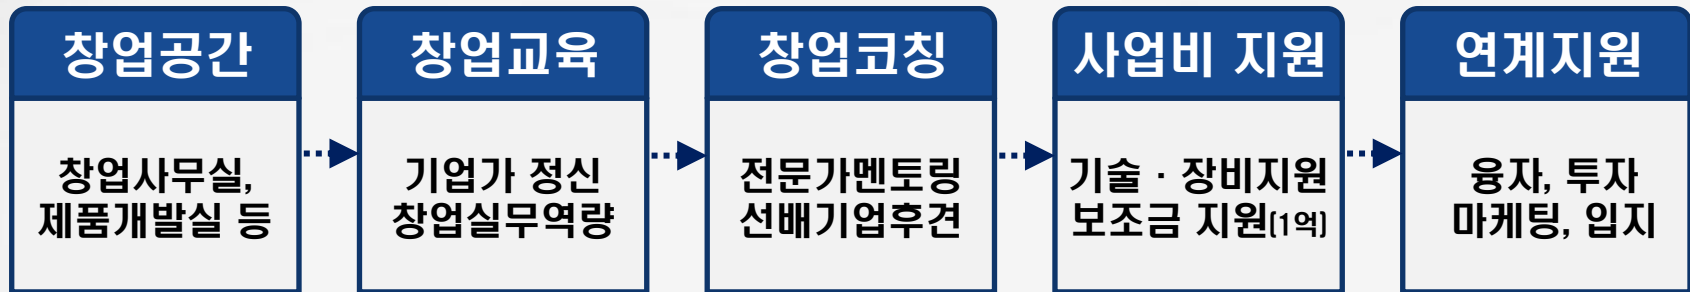 창업공간
창업사무실,
제품개발실 등
창업교육
기업가 정신
창업실무역량
창업코칭
전문가멘토링
선배기업후견
사업비 지원
기술 · 장비지원
보조금 지원(1억)
연계지원
융자, 투자
마케팅, 입지